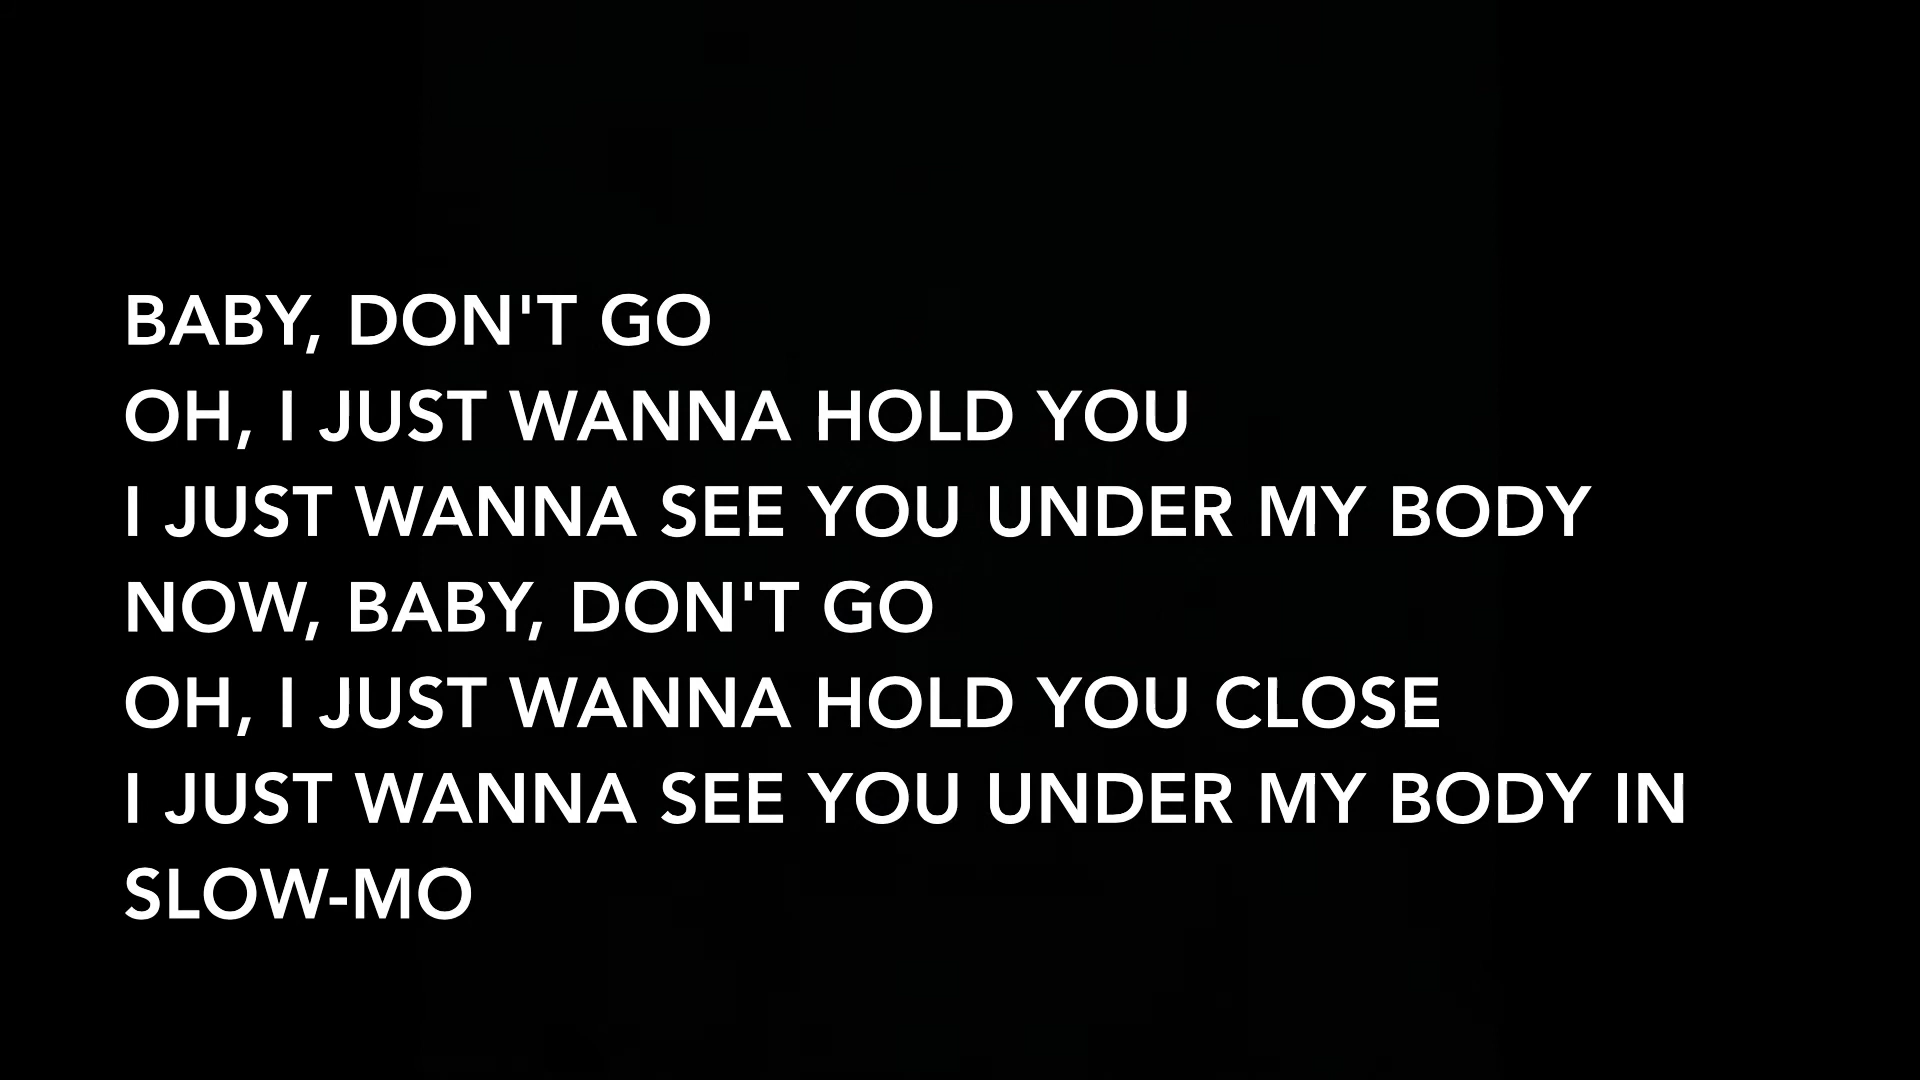 BABY, DON'T GO
OH, I JUST WANNA HOLD YOU
I JUST WANNA SEE YOU UNDER MY BODY
NOW, BABY, DON'T GO
OH, I JUST WANNA HOLD YOU CLOSE
I JUST WANNA SEE YOU UNDER MY BODY IN
SLOW-MO